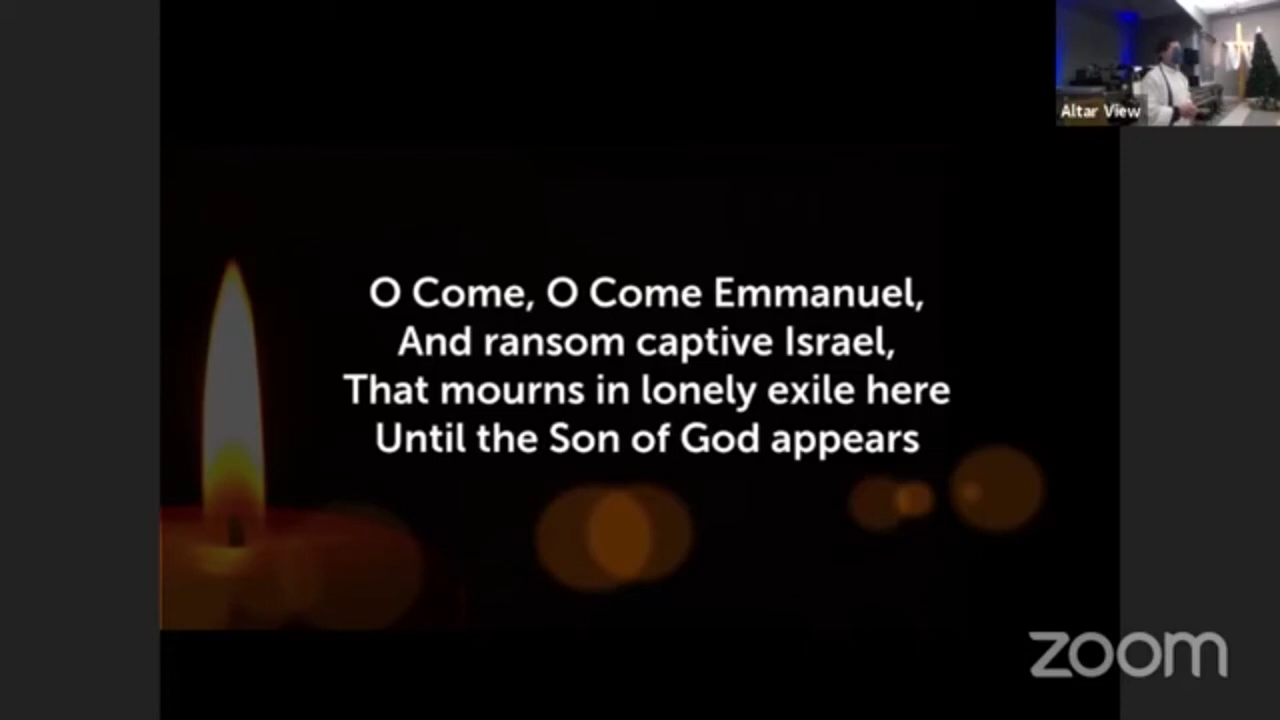 Altar View
O Come, O Come Emmanuel,
And ransom captive Israel,
That mourns in lonely exile here
Until the Son of God appears
zoom